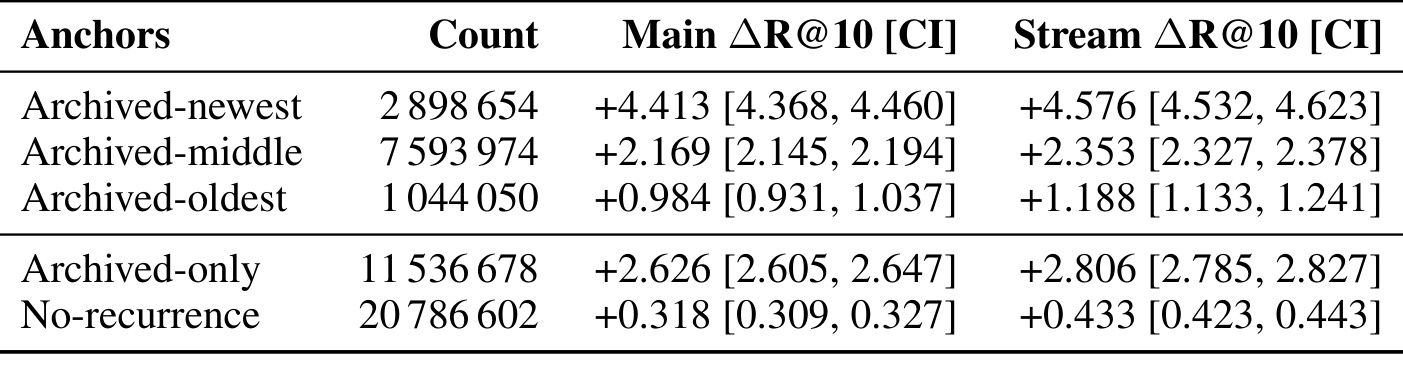 Anchors Count Main △R@10 [CI] Stream △R@10 [CI]
Archived-newest 2 898 654 +4.413 [4.368, 4.460] +4.576 [4.532, 4.623]
Archived-middle 7 593 974 +2.169 [2.145, 2.194] +2.353 [2.327, 2.378]
Archived-oldest 1 044 050 +0.984 [0.931, 1.037] +1.188 [1.133, 1.241]
Archived-only 11 536 678 +2.626 [2.605, 2.647] +2.806 [2.785, 2.827]
No-recurrence 20 786 602 +0.318 [0.309, 0.327] +0.433 [0.423, 0.443]